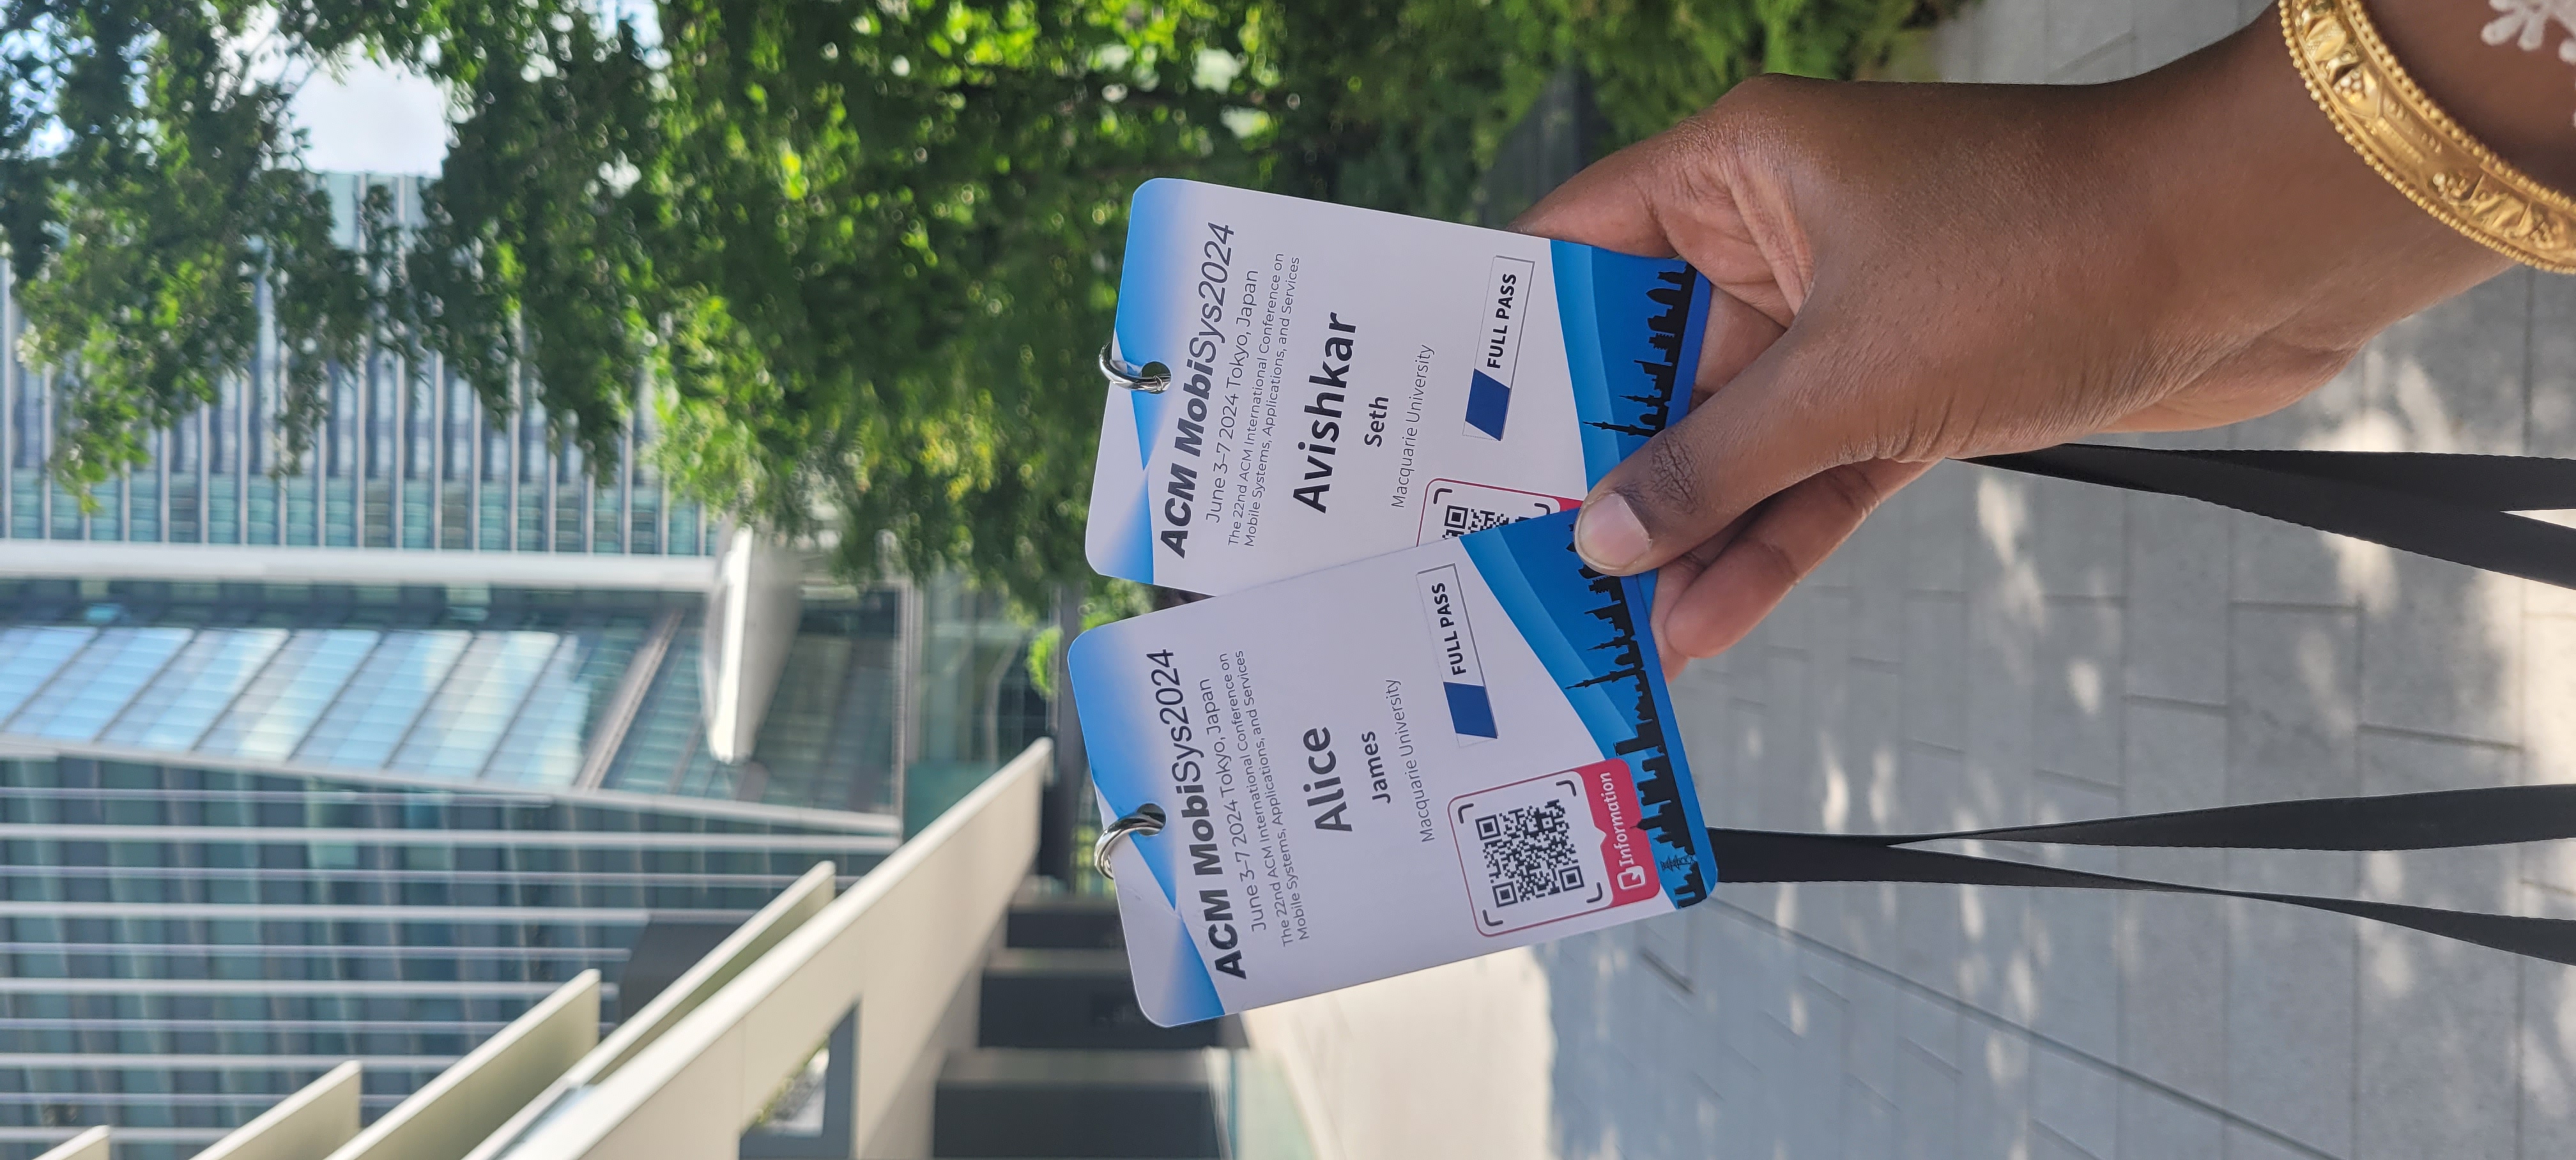 ACM MobiSys2024
June 3–7 2024 Tokyo, Japan
The 22nd ACM International Conference on
Mobile Systems, Applications, and Services
Alice
James
Macquarie University
FULL PASS
Information
ACM MobiSys2024
June 3–7 2024 Tokyo, Japan
The 22nd ACM International Conference on
Mobile Systems, Applications, and Services
Avishkar
Seth
Macquarie University
FULL PASS